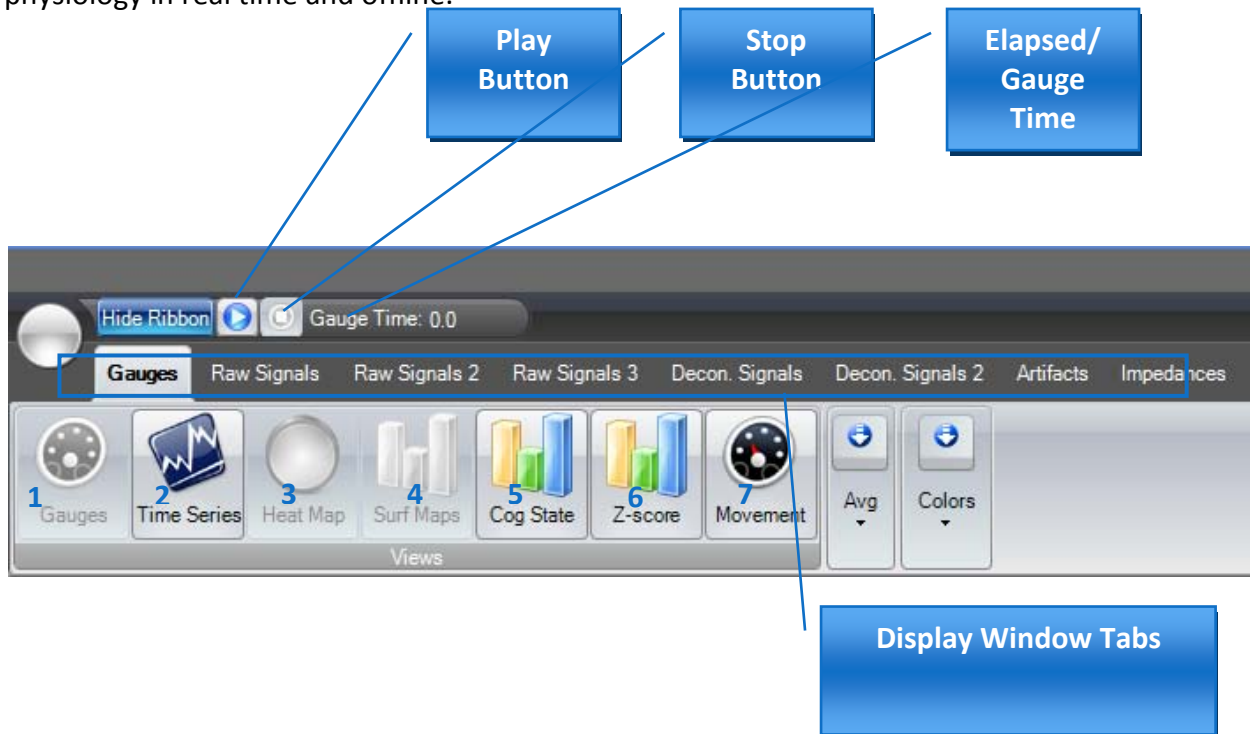 physiology in real time and offline.
Play
Button
Stop
Button
Elapsed/
Gauge
Time
Hide Ribbon
Gauge Time: 0.0
Gauges Raw Signals Raw Signals 2 Raw Signals 3 Decon. Signals Decon. Signals 2 Artifacts Impedances
1 2 3 4 5 6 7
Gauges Time Series Heat Map Surf Maps Cog State Z-score Movement Avg Colors
Views
Display Window Tabs